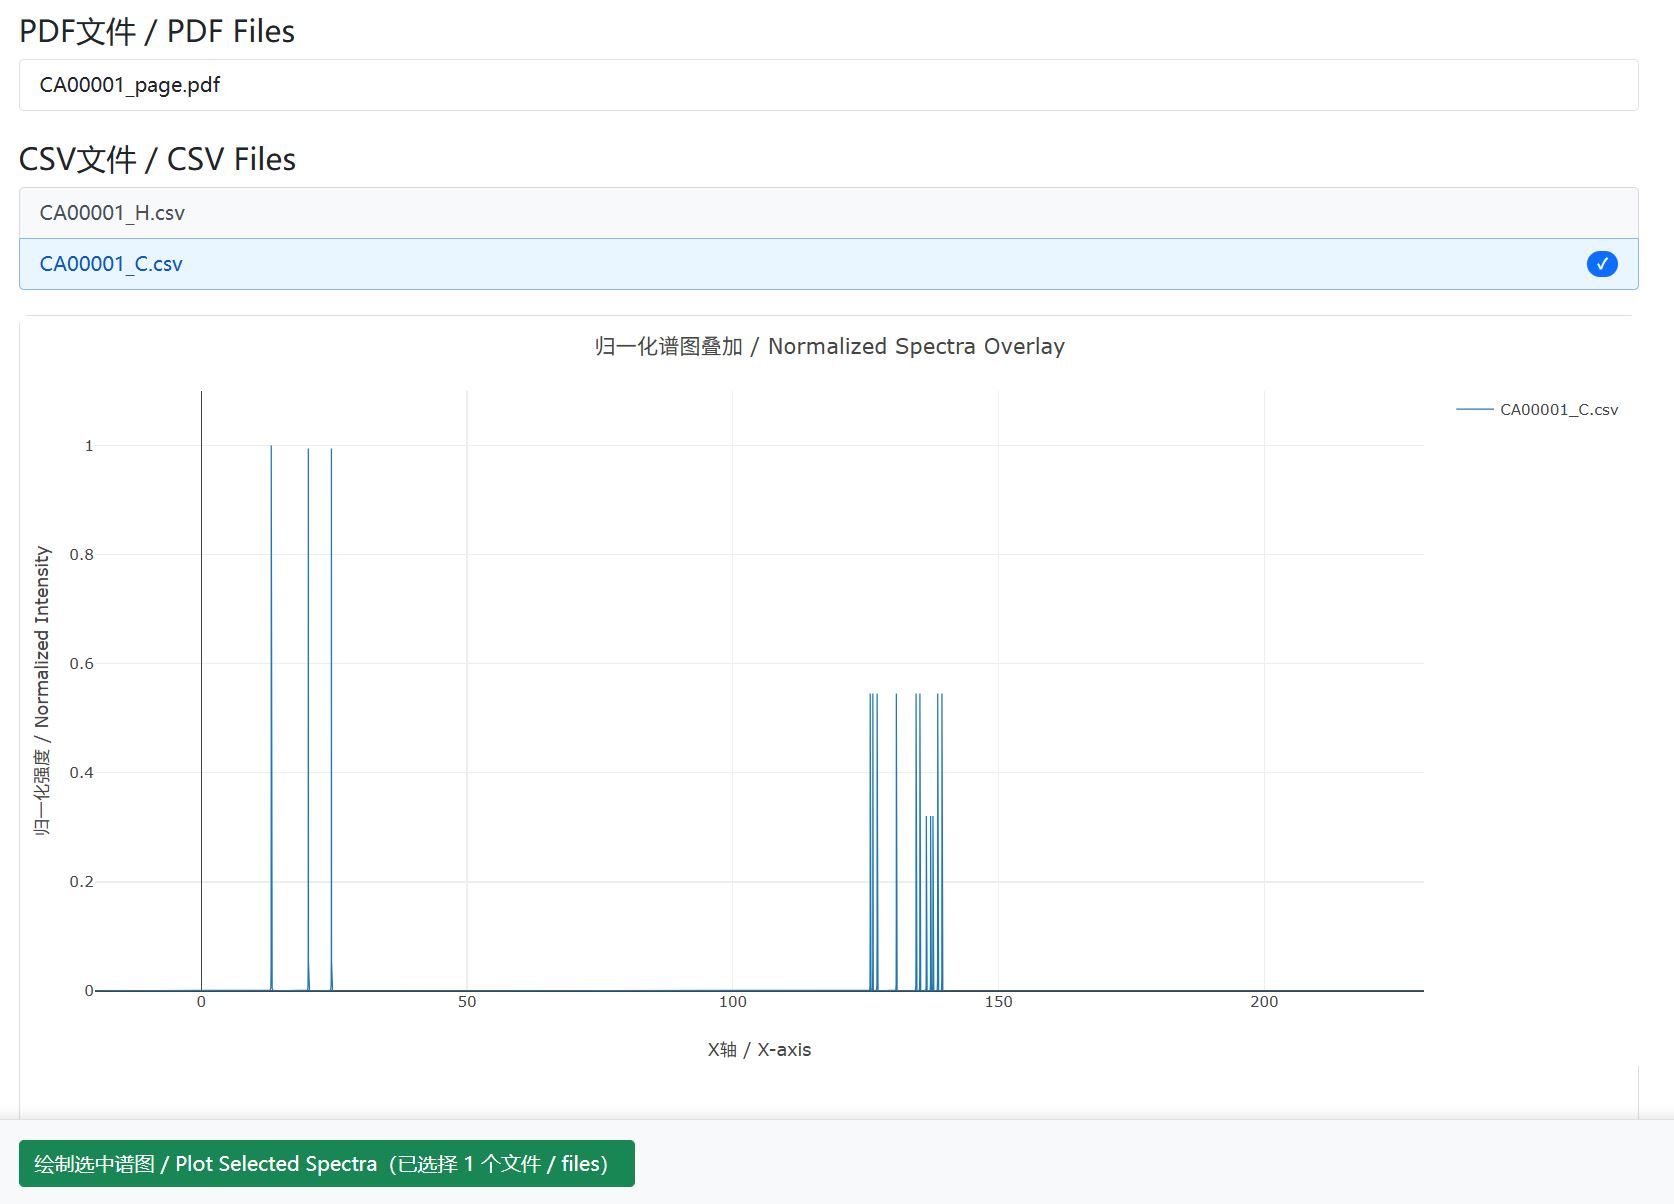 PDF文件 / PDF Files
CA00001_page.pdf
CSV文件 / CSV Files
CA00001_H.csv
CA00001_C.csv
✓
归一化谱图叠加 / Normalized Spectra Overlay
CA00001_C.csv
归一化强度 / Normalized Intensity
1
0.8
0.6
0.4
0.2
0
0 50 100 150 200
X轴 / X-axis
绘制选中谱图 / Plot Selected Spectra（已选择 1 个文件 / files）